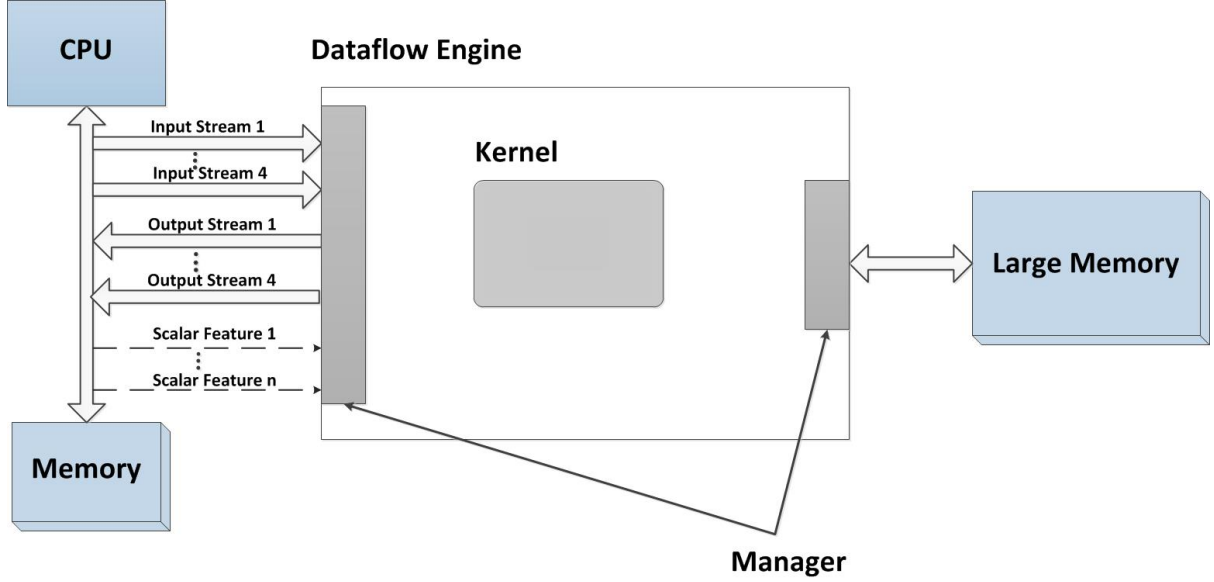 CPU
Dataflow Engine
Input Stream 1
Input Stream 4
Output Stream 1
Output Stream 4
Scalar Feature 1
Scalar Feature n
Kernel
Large Memory
Memory
Manager